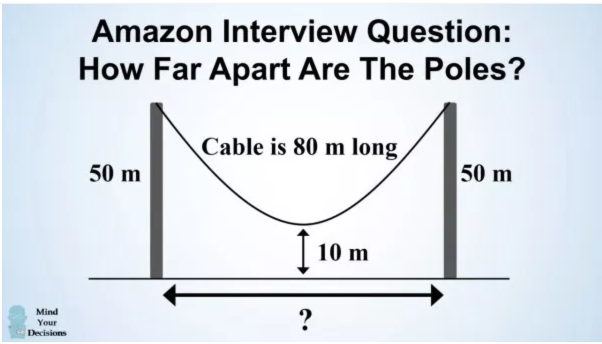 Amazon Interview Question:
How Far Apart Are The Poles?
Cable is 80 m long
50 m
50 m
10 m
?
Mind
Your
Decisions